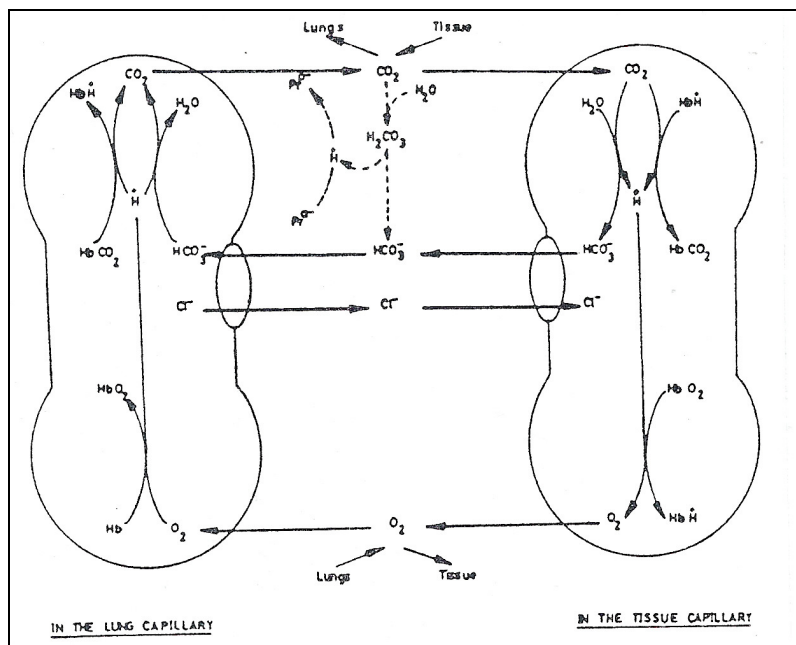 Lungs Tissue
CO₂ CO₂ CO₂
HbH⁺ H₂O Pr⁻ H₂O H₂O HbH⁺
H₂CO₃
H⁺
H⁺ Pr⁻ H⁺
HbCO₂ HCO₃⁻ HCO₃⁻ HCO₃⁻ HbCO₂
Cl⁻ Cl⁻ Cl⁻
HbO₂ HbO₂
Hb O₂ O₂ O₂ HbH⁺
Lungs Tissue
IN THE LUNG CAPILLARY IN THE TISSUE CAPILLARY